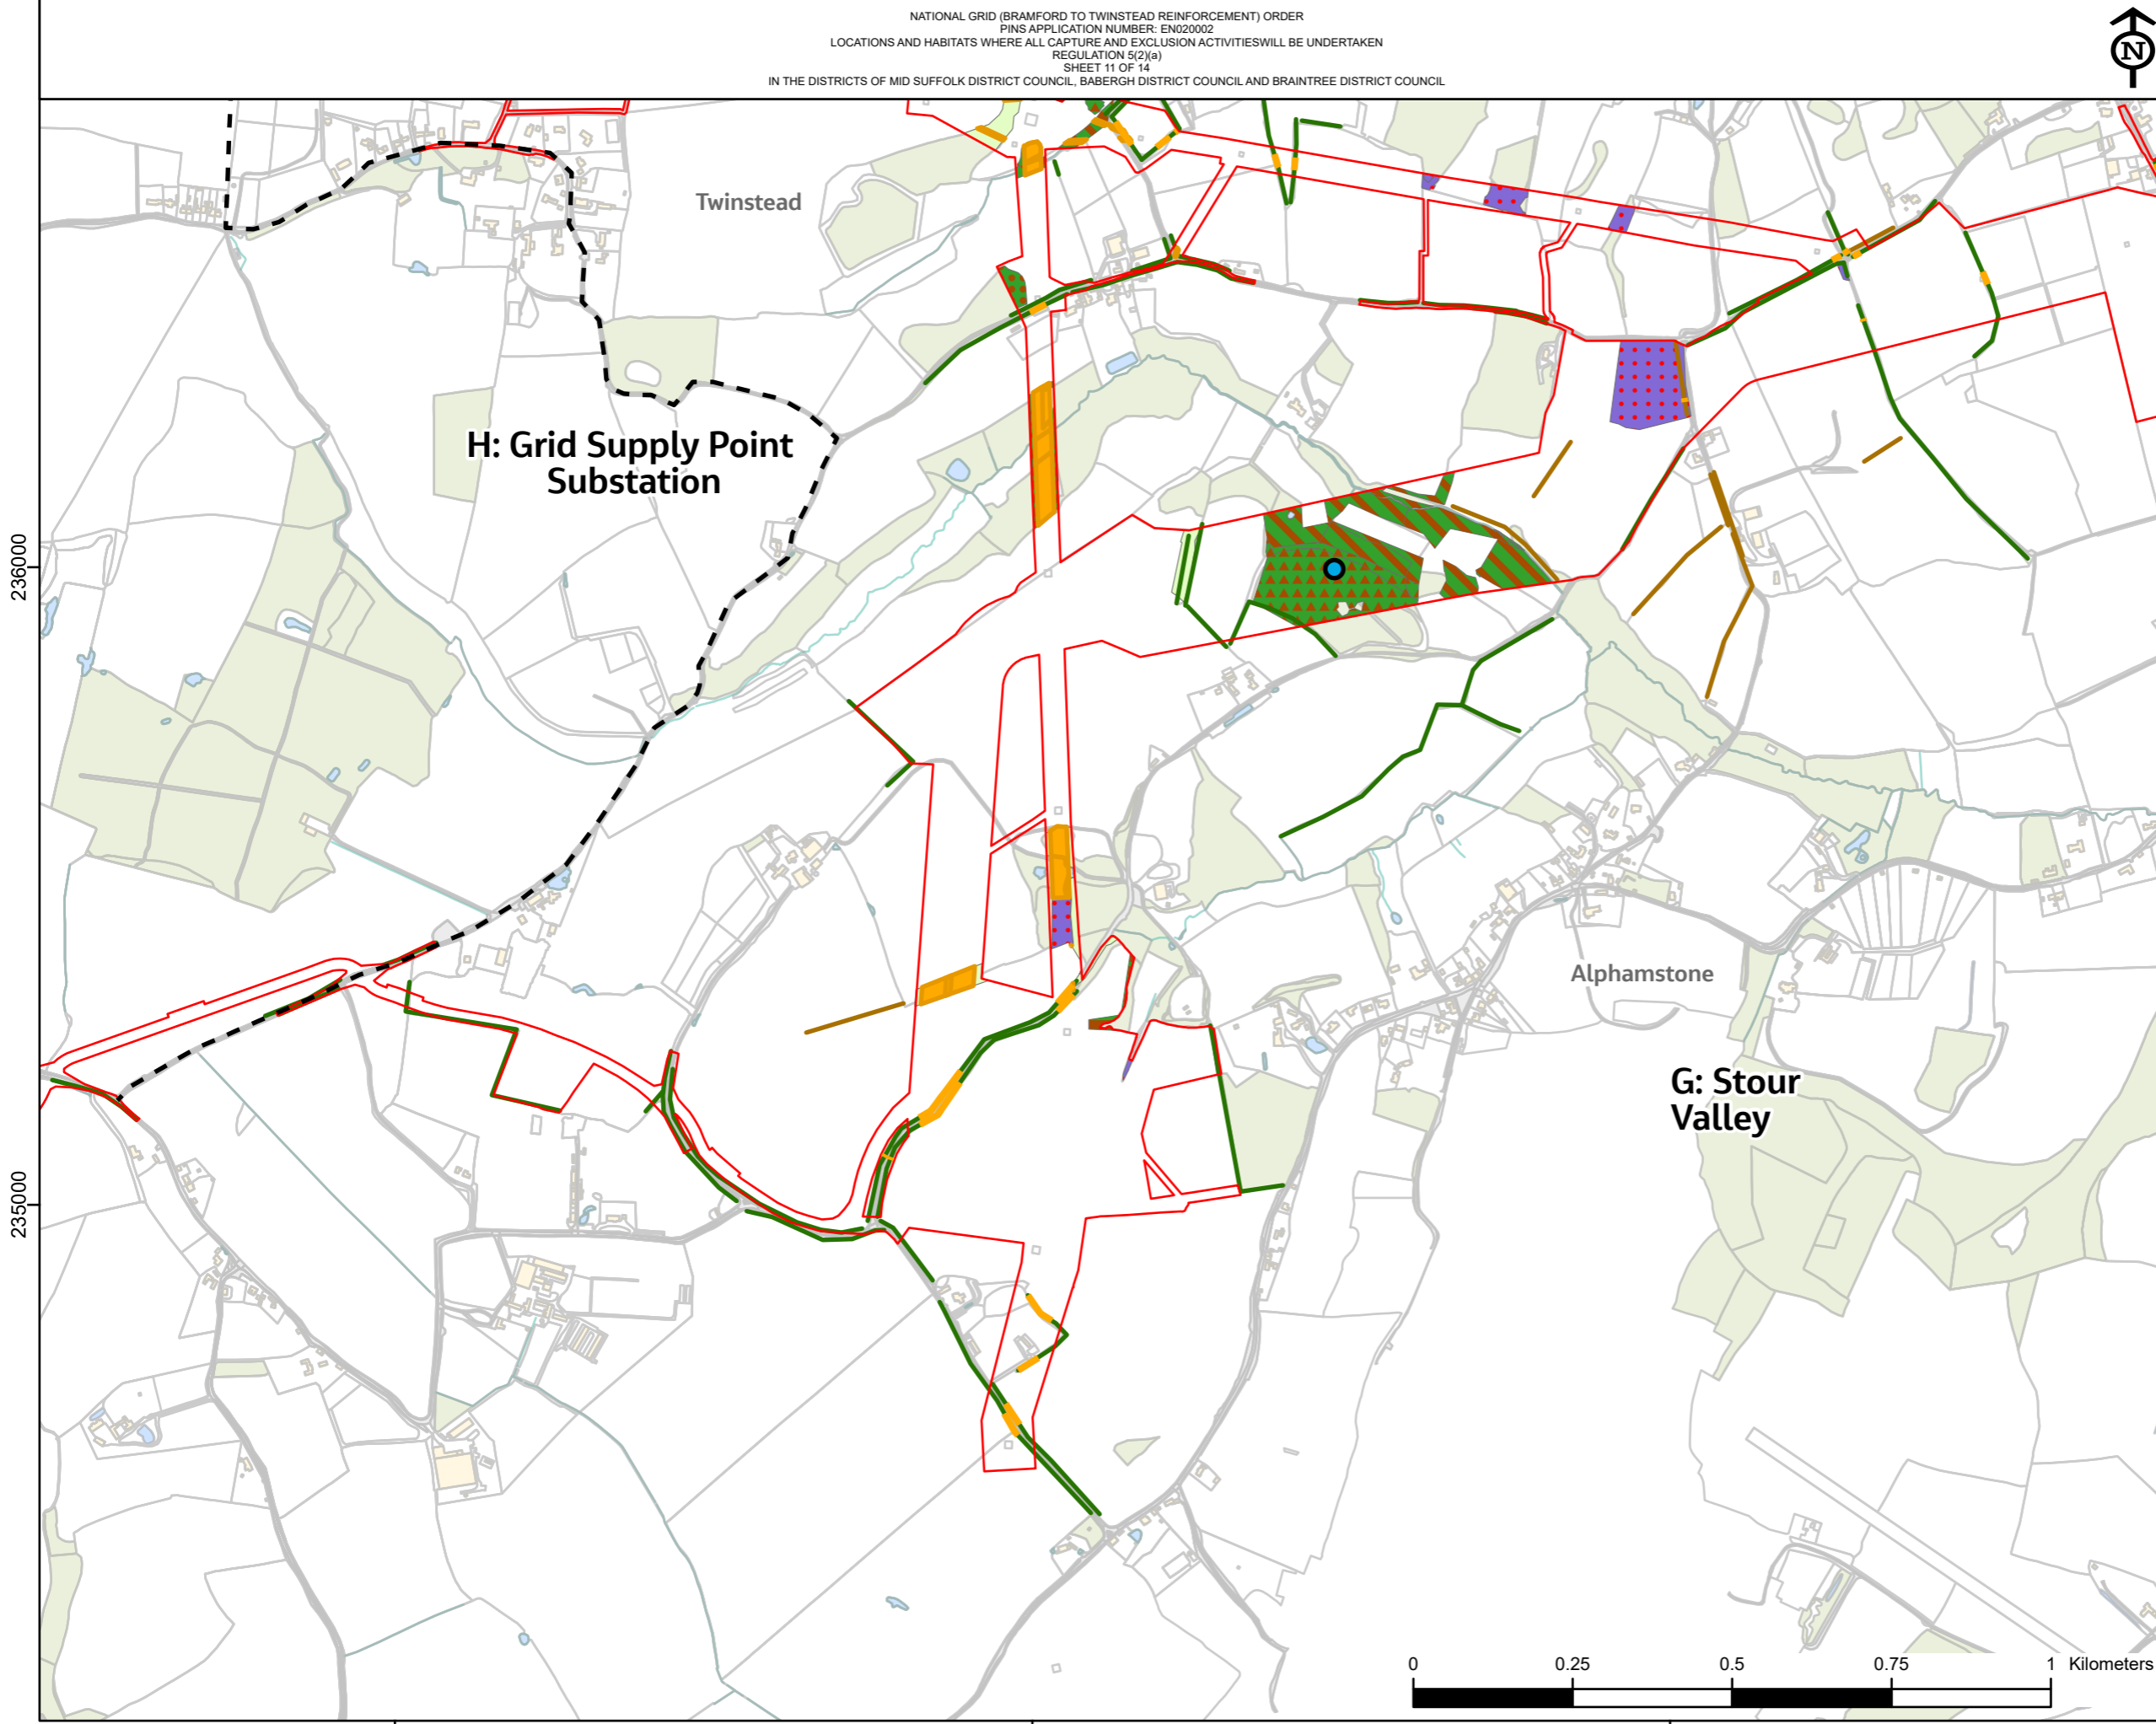 NATIONAL GRID (BRAMFORD TO TWINSTEAD REINFORCEMENT) ORDER
PINS APPLICATION NUMBER: EN020002
LOCATIONS AND HABITATS WHERE ALL CAPTURE AND EXCLUSION ACTIVITIESWILL BE UNDERTAKEN
REGULATION 5(2)(a)
SHEET 11 OF 14
IN THE DISTRICTS OF MID SUFFOLK DISTRICT COUNCIL, BABERGH DISTRICT COUNCIL AND BRAINTREE DISTRICT COUNCIL
N
Twinstead
H: Grid Supply Point
Substation
236000
Alphamstone
G: Stour
Valley
235000
0 0.25 0.5 0.75 1 Kilometers